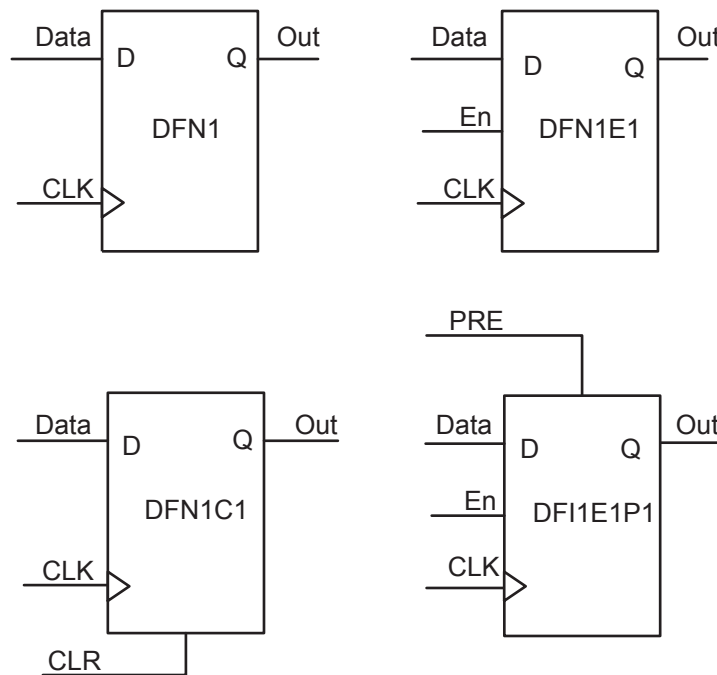 Data
D
Q
Out
DFN1
CLK
Data
D
Q
Out
En
DFN1E1
CLK
Data
D
Q
Out
DFN1C1
CLK
CLR
PRE
Data
D
Q
Out
En
DFI1E1P1
CLK